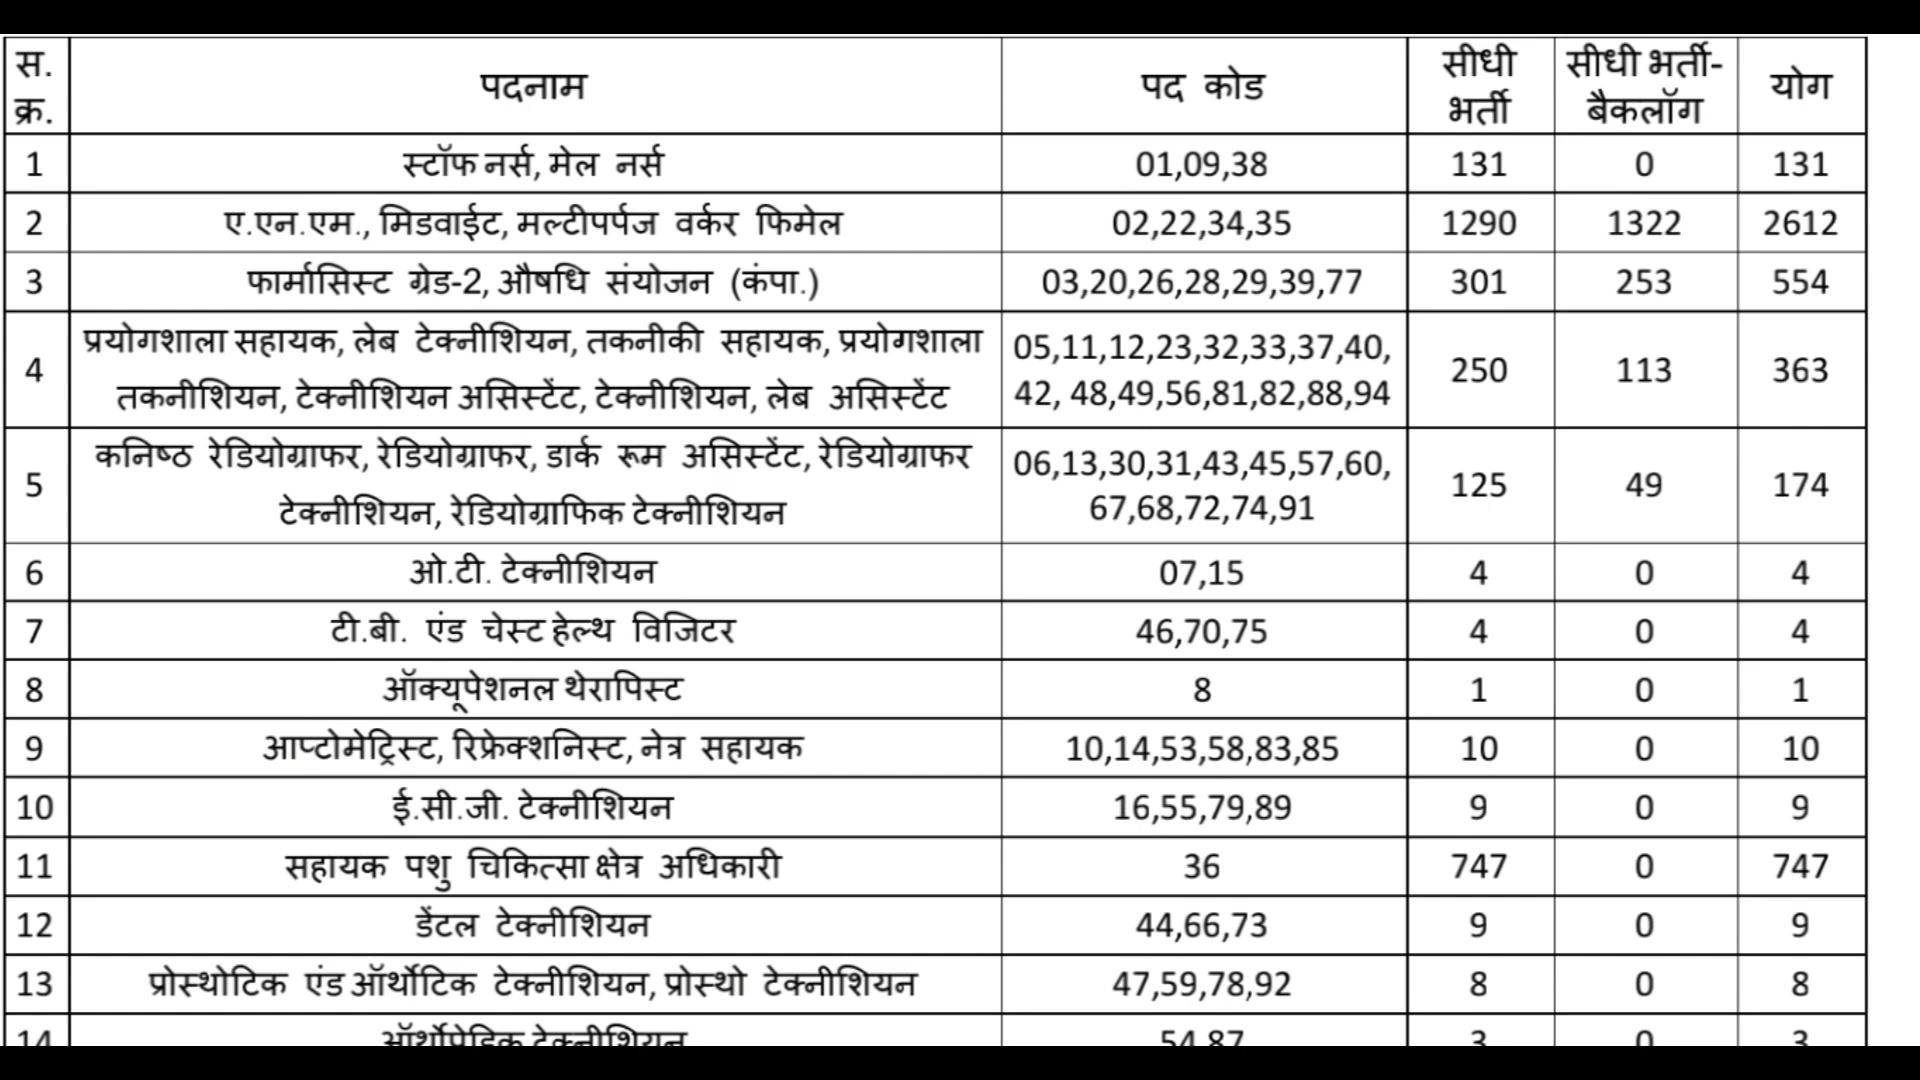 स. क्र. पदनाम पद कोड सीधी भर्ती सीधी भर्ती-बैकलॉग योग
1 स्टॉफ नर्स, मेल नर्स 01,09,38 131 0 131
2 ए.एन.एम., मिडवाईट, मल्टीपर्पज वर्कर फिमेल 02,22,34,35 1290 1322 2612
3 फार्मासिस्ट ग्रेड-2, औषधि संयोजन (कंपा.) 03,20,26,28,29,39,77 301 253 554
4 प्रयोगशाला सहायक, लेब टेक्नीशियन, तकनीकी सहायक, प्रयोगशाला
तकनीशियन, टेक्नीशियन असिस्टेंट, टेक्नीशियन, लेब असिस्टेंट
05,11,12,23,32,33,37,40,
42, 48,49,56,81,82,88,94
250 113 363
5 कनिष्ठ रेडियोग्राफर, रेडियोग्राफर, डार्क रूम असिस्टेंट, रेडियोग्राफर
टेक्नीशियन, रेडियोग्राफिक टेक्नीशियन
06,13,30,31,43,45,57,60,
67,68,72,74,91
125 49 174
6 ओ.टी. टेक्नीशियन 07,15 4 0 4
7 टी.बी. एंड चेस्ट हेल्थ विजिटर 46,70,75 4 0 4
8 ऑक्यूपेशनल थेरापिस्ट 8 1 0 1
9 आप्टोमेट्रिस्ट, रिफ्रेक्शनिस्ट, नेत्र सहायक 10,14,53,58,83,85 10 0 10
10 ई.सी.जी. टेक्नीशियन 16,55,79,89 9 0 9
11 सहायक पशु चिकित्सा क्षेत्र अधिकारी 36 747 0 747
12 डेंटल टेक्नीशियन 44,66,73 9 0 9
13 प्रोस्थोटिक एंड ऑर्थोटिक टेक्नीशियन, प्रोस्थो टेक्नीशियन 47,59,78,92 8 0 8
14 ऑर्थोपेडिक टेक्नीशियन 54,87 3 0 3